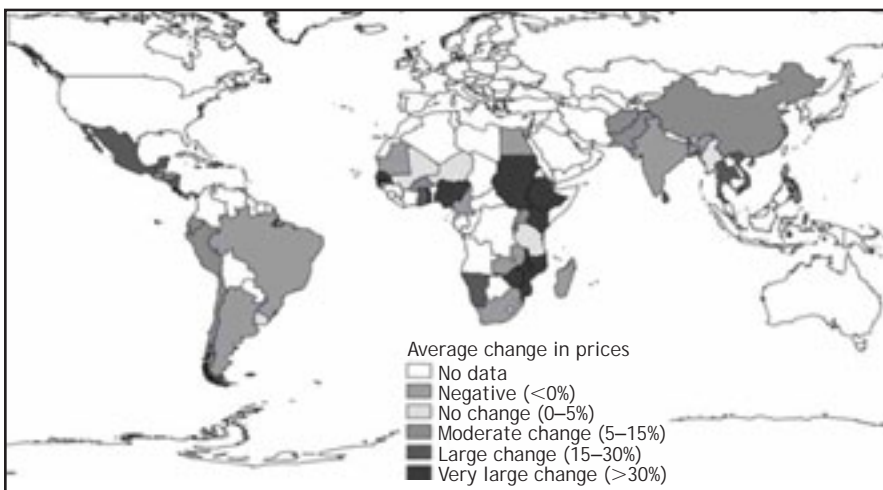 Average change in prices
No data
Negative (<0%)
No change (0–5%)
Moderate change (5–15%)
Large change (15–30%)
Very large change (>30%)